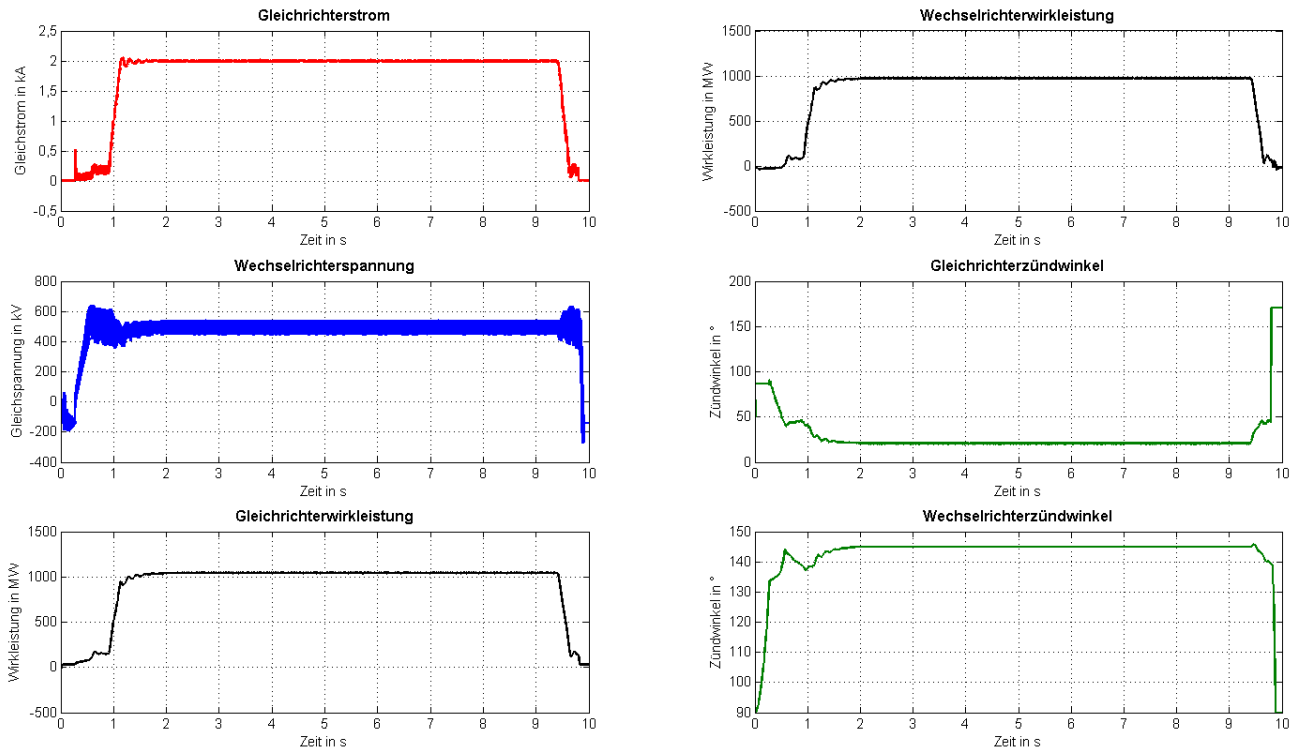 Gleichrichterstrom
2,5
2
1,5
1
0,5
0
-0,5
Gleichstrom in kA
0 1 2 3 4 5 6 7 8 9 10
Zeit in s
Wechselrichterspannung
800
600
400
200
0
-200
-400
Gleichspannung in kV
0 1 2 3 4 5 6 7 8 9 10
Zeit in s
Gleichrichterwirkleistung
1500
1000
500
0
-500
Wirkleistung in MW
0 1 2 3 4 5 6 7 8 9 10
Zeit in s
Wechselrichterwirkleistung
1500
1000
500
0
-500
Wirkleistung in MW
0 1 2 3 4 5 6 7 8 9 10
Zeit in s
Gleichrichterzündwinkel
200
150
100
50
0
Zündwinkel in °
0 1 2 3 4 5 6 7 8 9 10
Zeit in s
Wechselrichterzündwinkel
150
140
130
120
110
100
90
Zündwinkel in °
0 1 2 3 4 5 6 7 8 9 10
Zeit in s